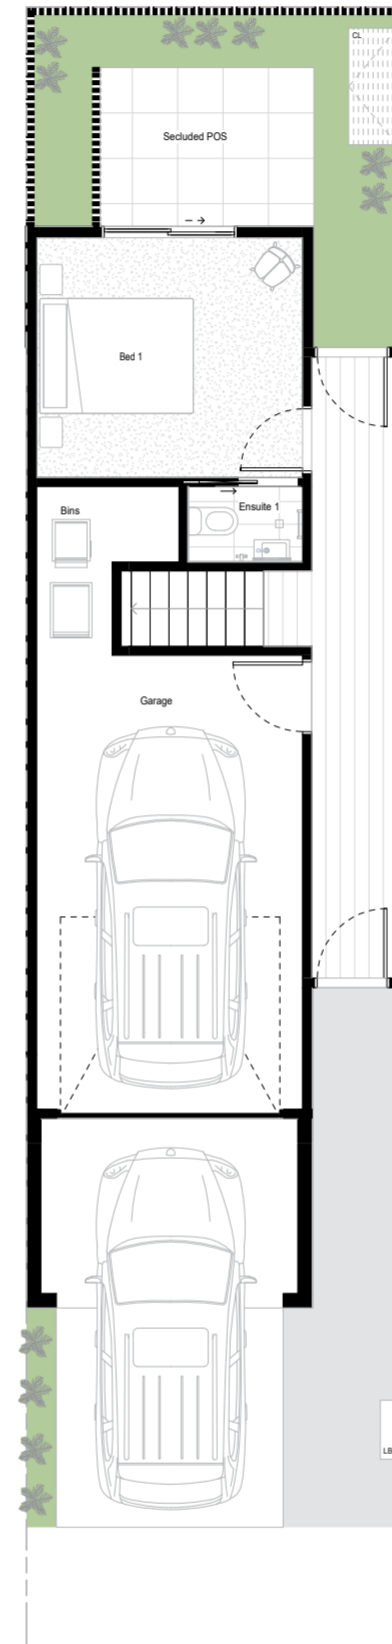 CL
Secluded POS
Bed 1
Bins
Ensuite 1
Garage
LB